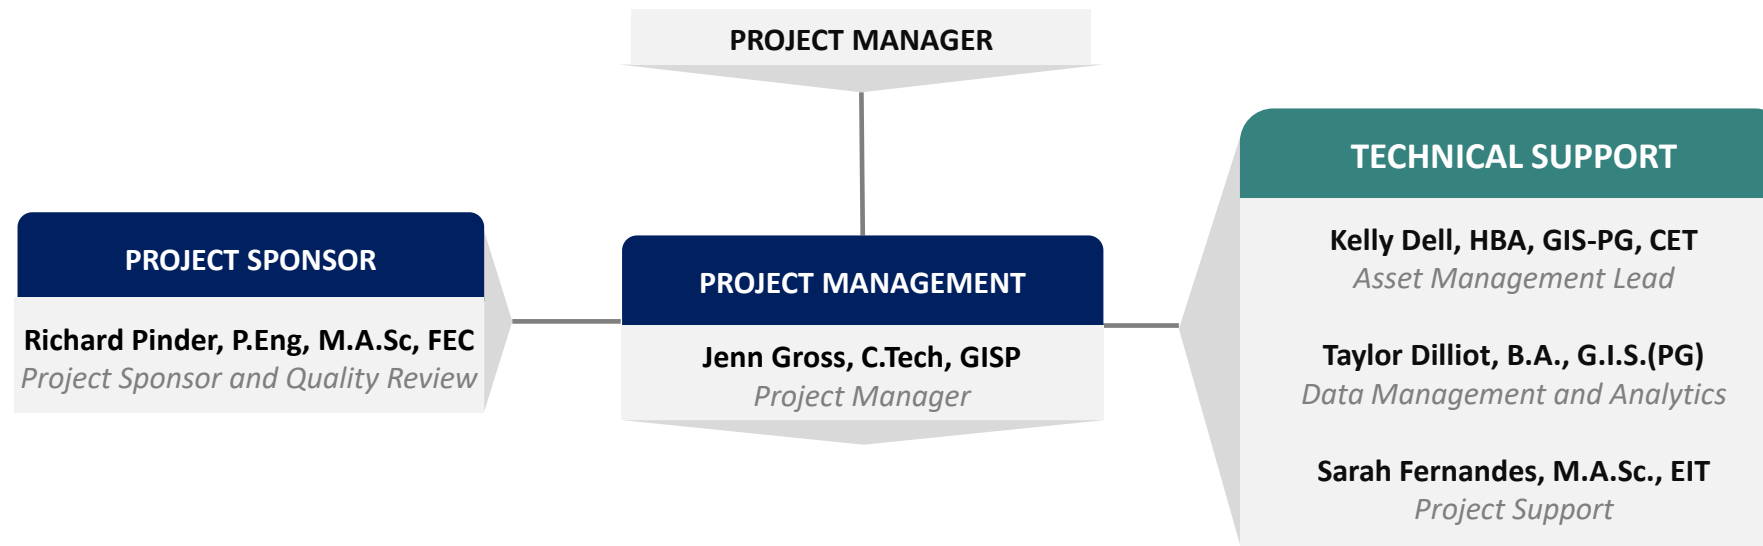 PROJECT MANAGER
PROJECT SPONSOR
Richard Pinder, P.Eng, M.A.Sc, FEC
Project Sponsor and Quality Review
PROJECT MANAGEMENT
Jenn Gross, C.Tech, GISP
Project Manager
TECHNICAL SUPPORT
Kelly Dell, HBA, GIS-PG, CET
Asset Management Lead
Taylor Dilliot, B.A., G.I.S.(PG)
Data Management and Analytics
Sarah Fernandes, M.A.Sc., EIT
Project Support